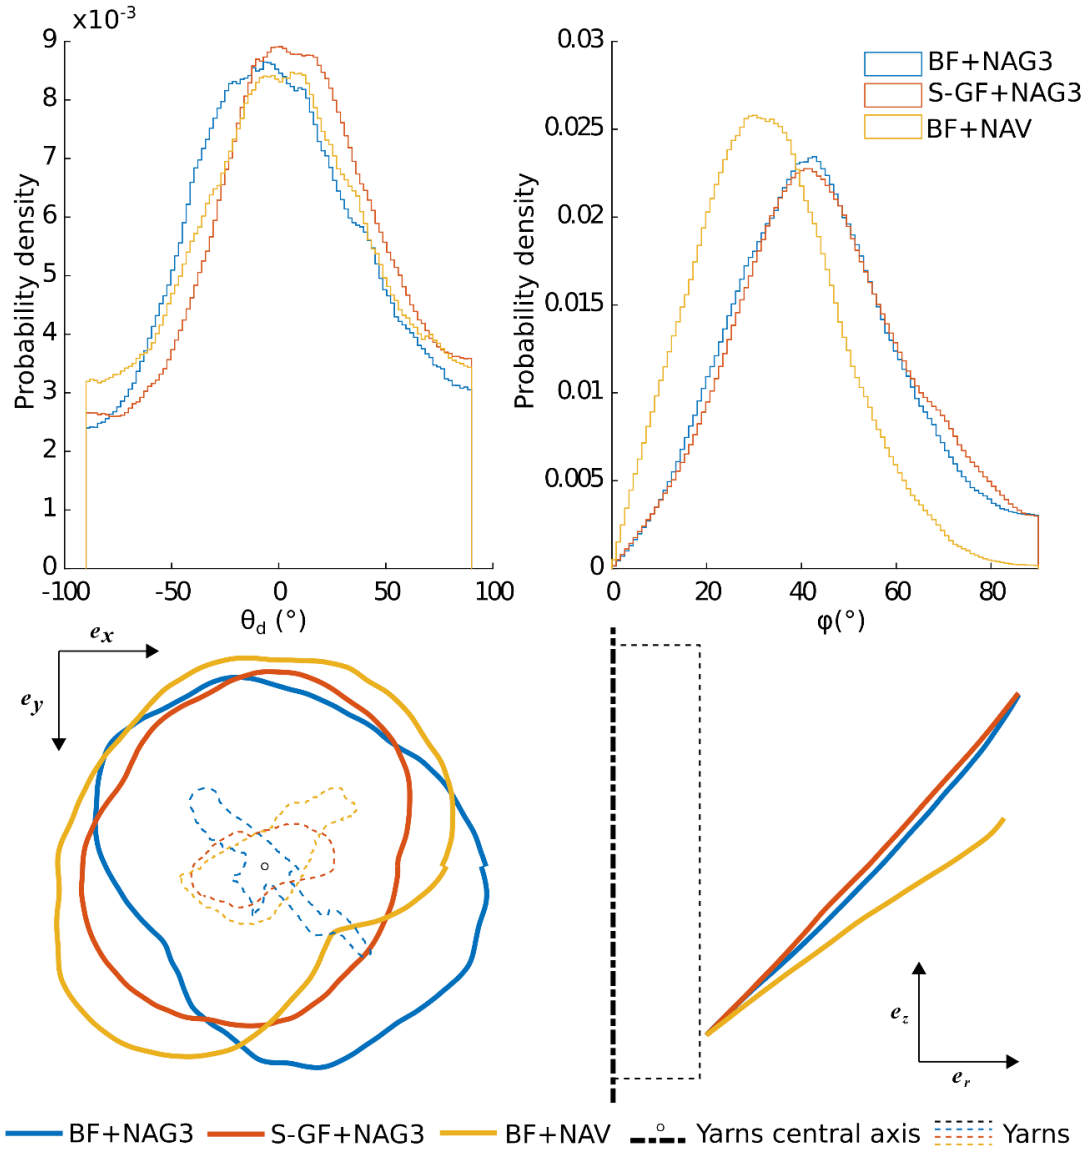 x10⁻³
9
8
7
6
5
4
3
2
1
0
-100
-50
0
50
100
Probability density
θd (°)
0.03
0.025
0.02
0.015
0.01
0.005
0
0
20
40
60
80
Probability density
φ(°)
BF+NAG3
S-GF+NAG3
BF+NAV
ex
ey
ez
er
BF+NAG3 S-GF+NAG3 BF+NAV Yarns central axis Yarns